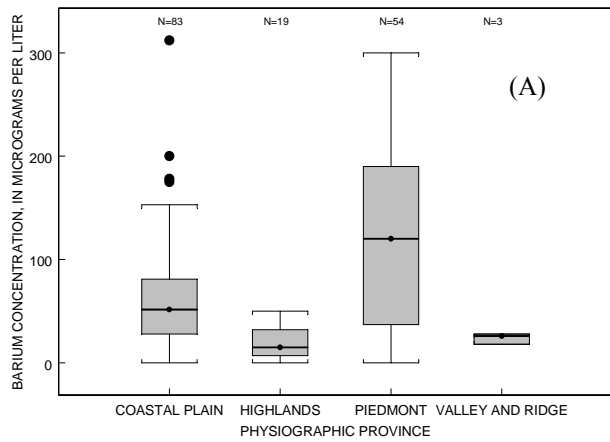 N=83 N=19 N=54 N=3
300
(A)
200
100
0
BARIUM CONCENTRATION, IN MICROGRAMS PER LITER
COASTAL PLAIN HIGHLANDS PIEDMONT VALLEY AND RIDGE
PHYSIOGRAPHIC PROVINCE